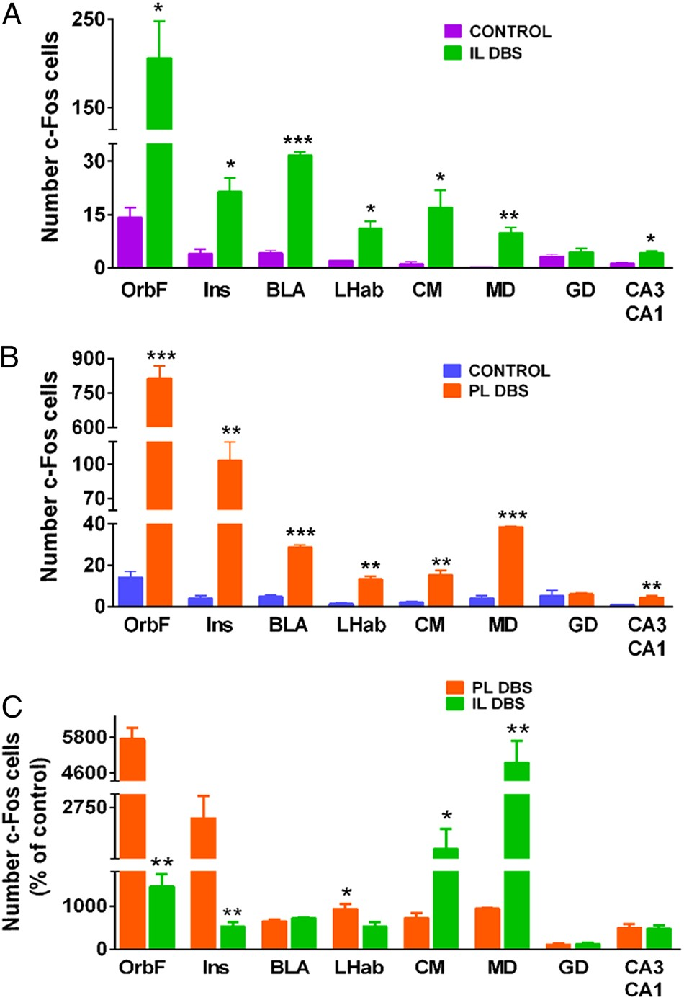 A
Number c-Fos cells
250
150
30
15
0
CONTROL
IL DBS
*
*
***
*
*
**
*
OrbF Ins BLA LHab CM MD GD CA3
CA1
B
Number c-Fos cells
900
750
600
100
70
40
20
0
CONTROL
PL DBS
***
**
***
**
**
***
**
OrbF Ins BLA LHab CM MD GD CA3
CA1
C
Number c-Fos cells
(% of control)
5800
4600
2750
1000
0
PL DBS
IL DBS
**
**
*
*
**
OrbF Ins BLA LHab CM MD GD CA3
CA1